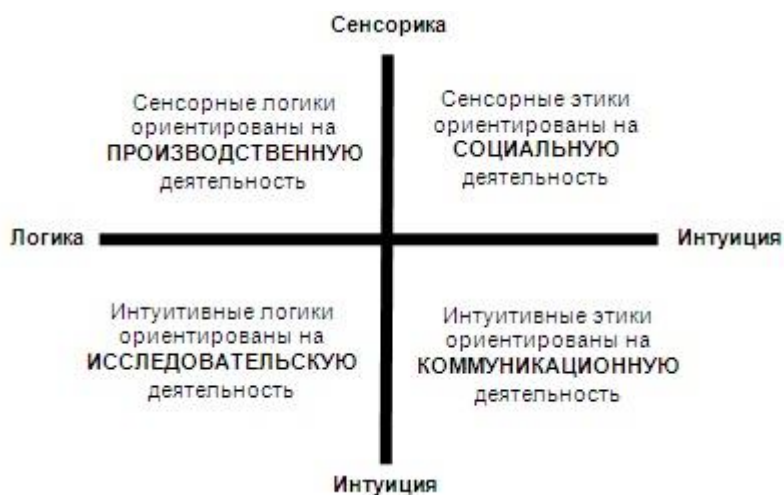 Сенсорика
Сенсорные логики
ориентированы на
ПРОИЗВОДСТВЕННУЮ
деятельность
Сенсорные этики
ориентированы на
СОЦИАЛЬНУЮ
деятельность
Логика
Интуиция
Интуитивные логики
ориентированы на
ИССЛЕДОВАТЕЛЬСКУЮ
деятельность
Интуитивные этики
ориентированы на
КОММУНИКАЦИОННУЮ
деятельность
Интуиция